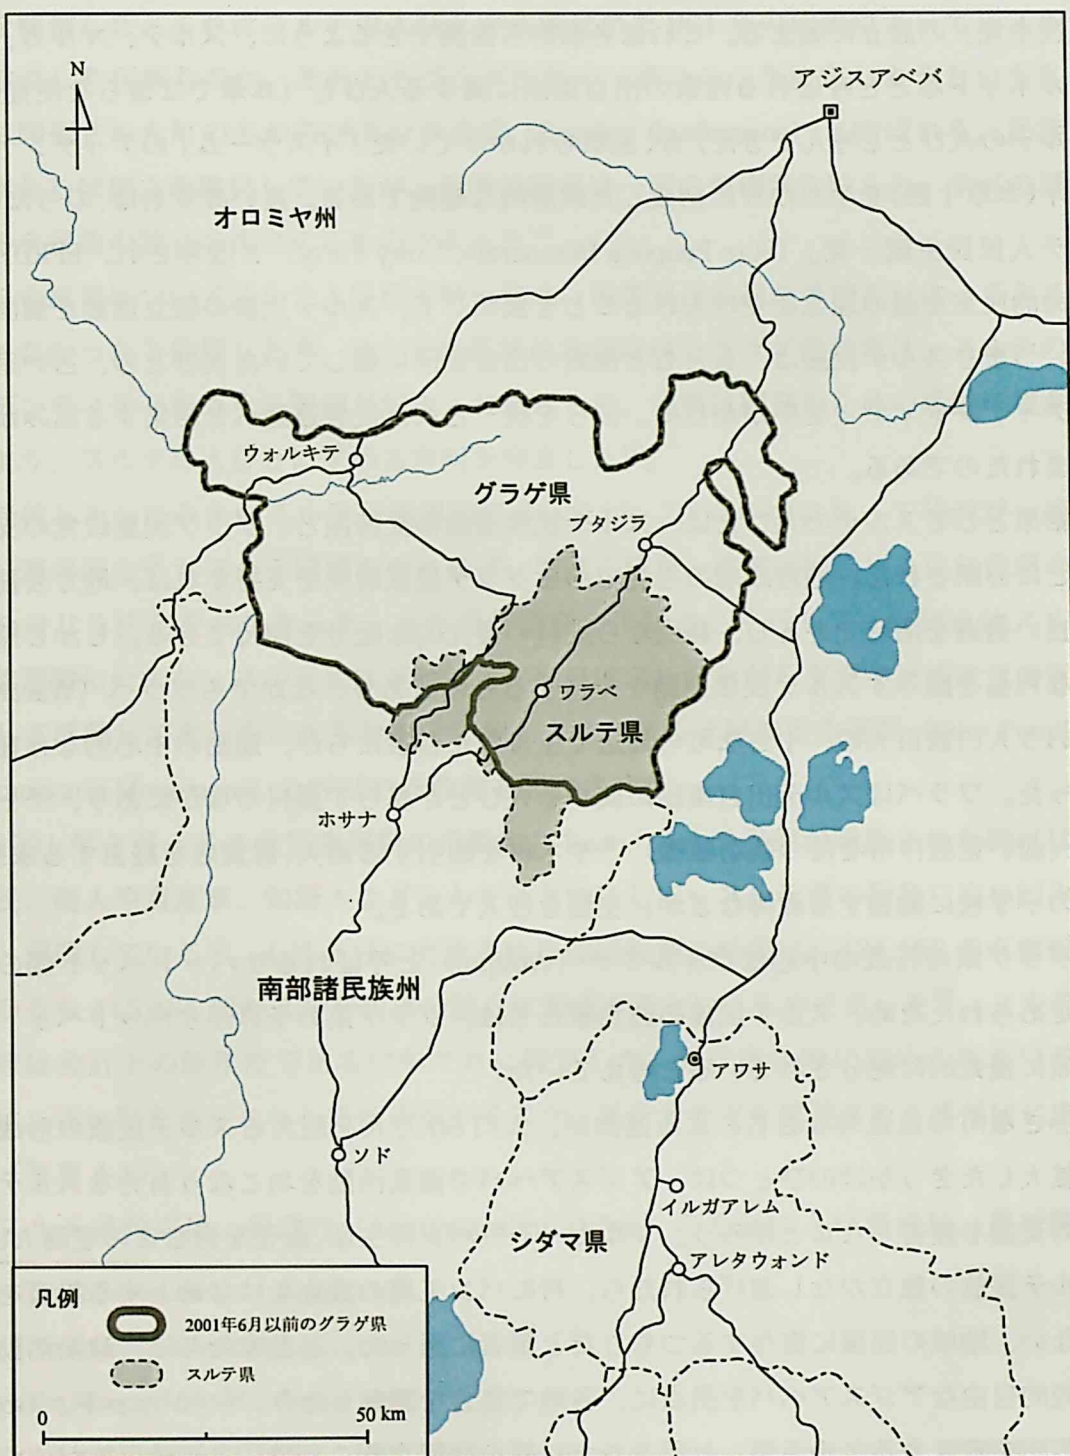 N
アジスアベバ
オロミヤ州
ウォルキテ
グラゲ県
ブタジラ
ワラベ
スルテ県
ホサナ
南部諸民族州
アワサ
ソド
イルガアレム
シダマ県
アレタウォンド
凡例
2001年6月以前のグラゲ県
スルテ県
0 50 km